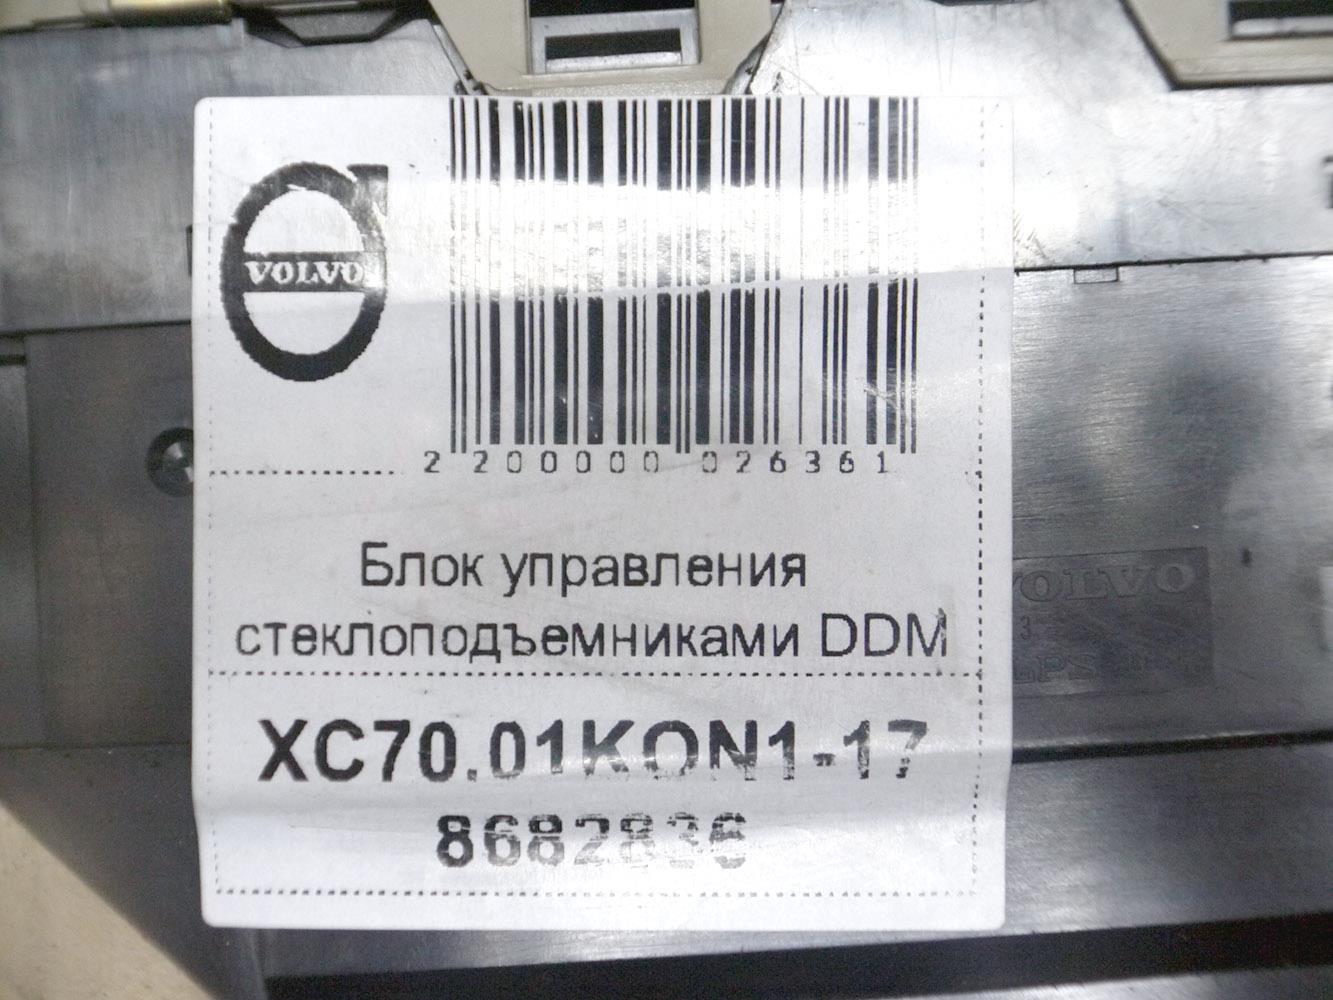 VOLVO
2 200000 026361
Блок управления
стеклоподъемниками DDM
XC70.01KON1-17
8682836
VOLVO